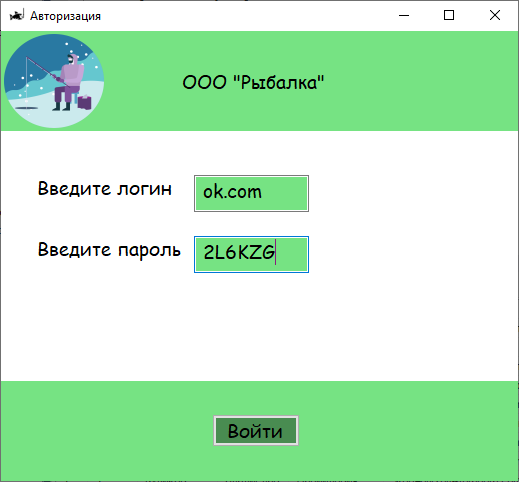 Авторизация
ООО "Рыбалка"
Введите логин ok.com
Введите пароль 2L6KZG
Войти